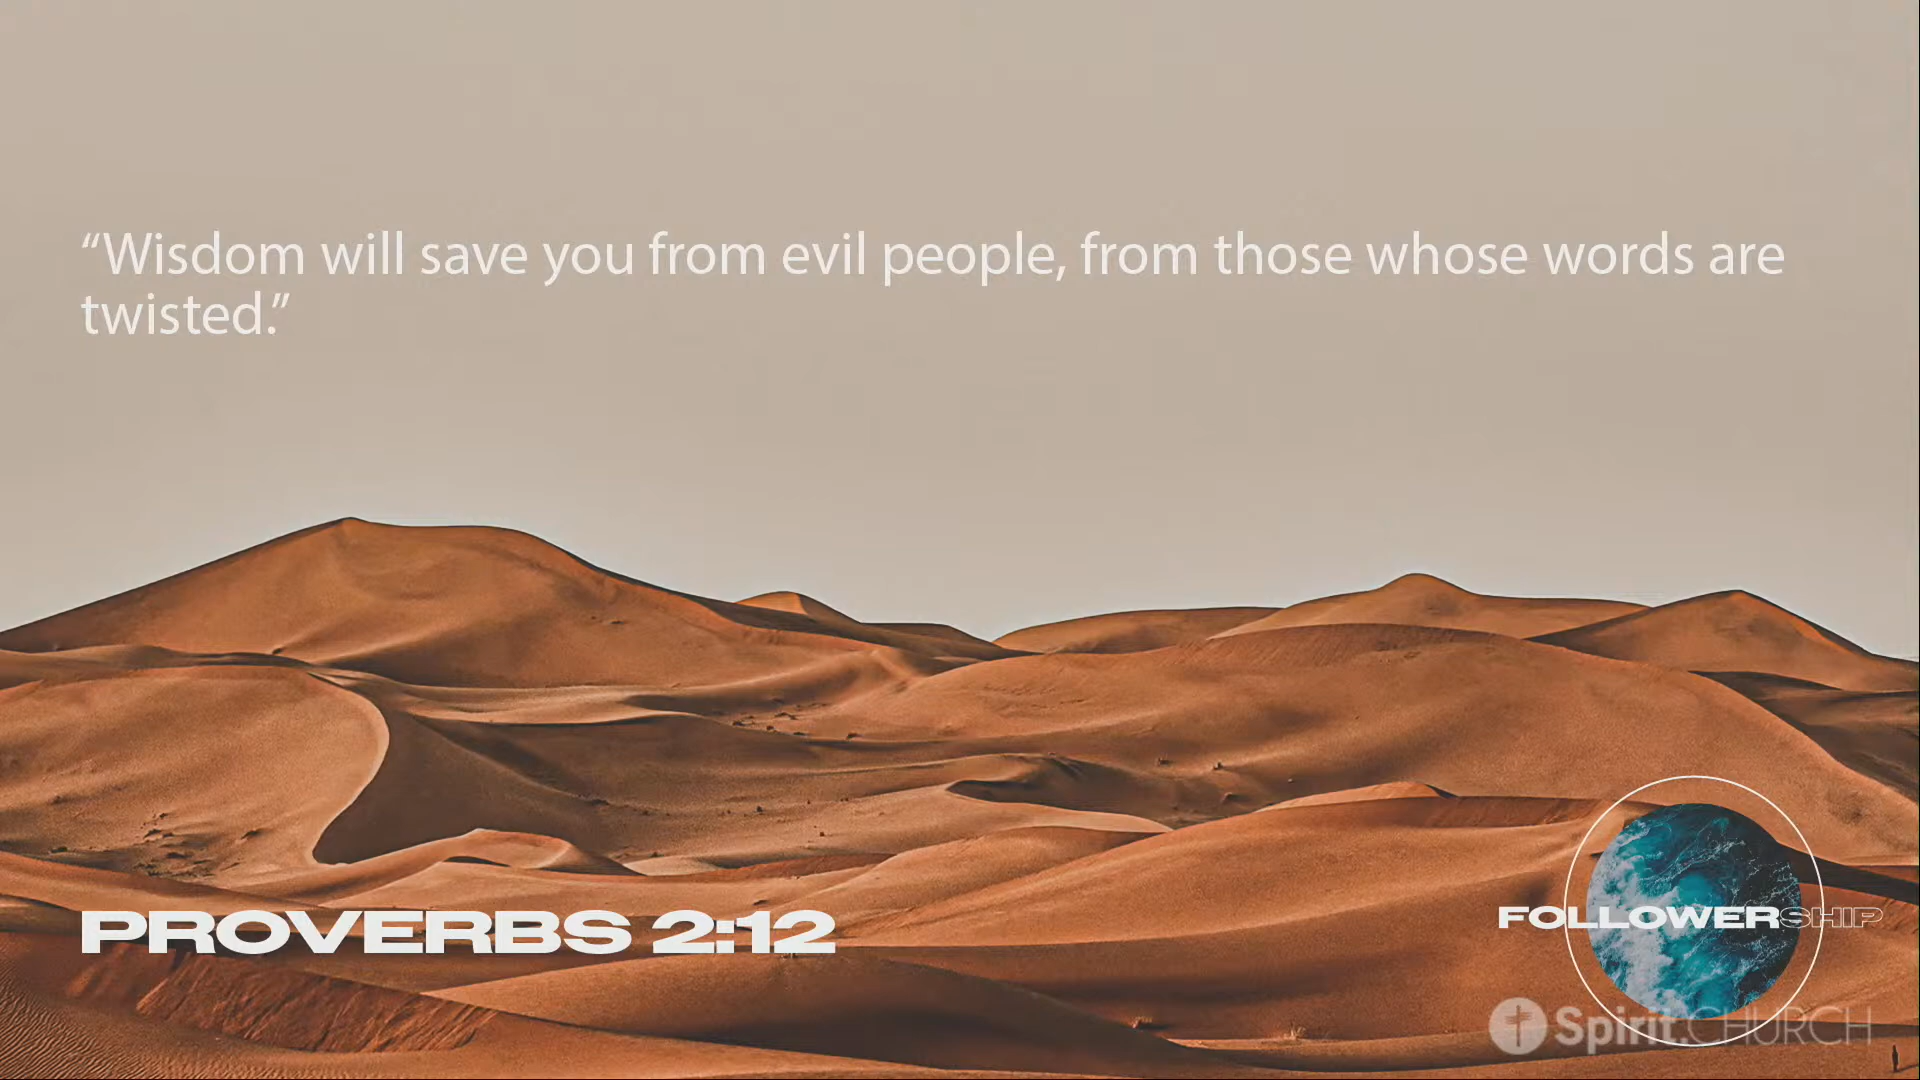 “Wisdom will save you from evil people, from those whose words are
twisted.”
PROVERBS 2:12
FOLLOWERSHIP
Spirit.CHURCH